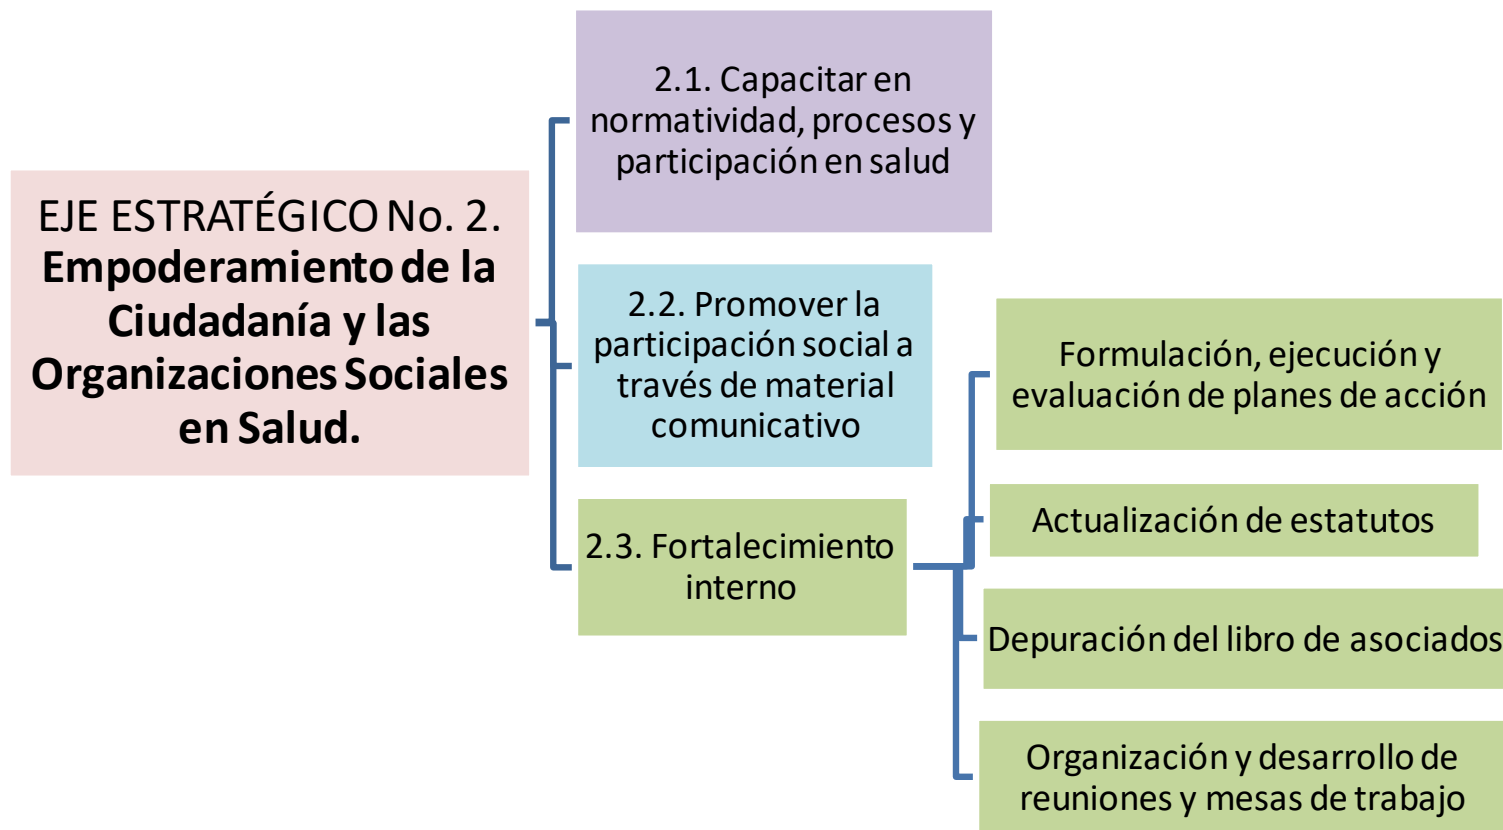 EJE ESTRATÉGICO No. 2.
Empoderamiento de la
Ciudadanía y las
Organizaciones Sociales
en Salud.
2.1. Capacitar en
normatividad, procesos y
participación en salud
2.2. Promover la
participación social a
través de material
comunicativo
2.3. Fortalecimiento
interno
Formulación, ejecución y
evaluación de planes de acción
Actualización de estatutos
Depuración del libro de asociados
Organización y desarrollo de
reuniones y mesas de trabajo